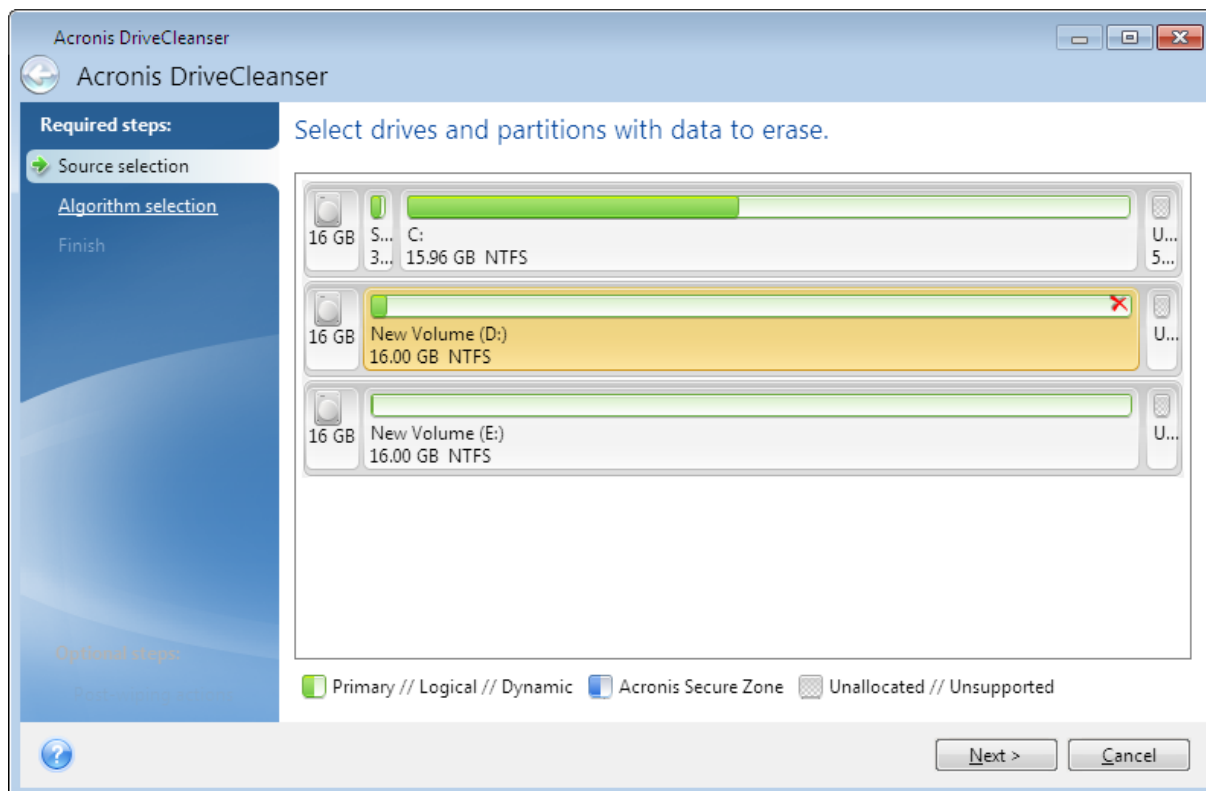 Acronis DriveCleanser
Acronis DriveCleanser
Required steps:
Source selection
Algorithm selection
Finish
Optional steps:
Select drives and partitions with data to erase.
16 GB
S...
3...
C:
15.96 GB NTFS
U...
5...
16 GB
New Volume (D:)
16.00 GB NTFS
U...
16 GB
New Volume (E:)
16.00 GB NTFS
U...
Primary // Logical // Dynamic
Acronis Secure Zone
Unallocated // Unsupported
?
Next >
Cancel